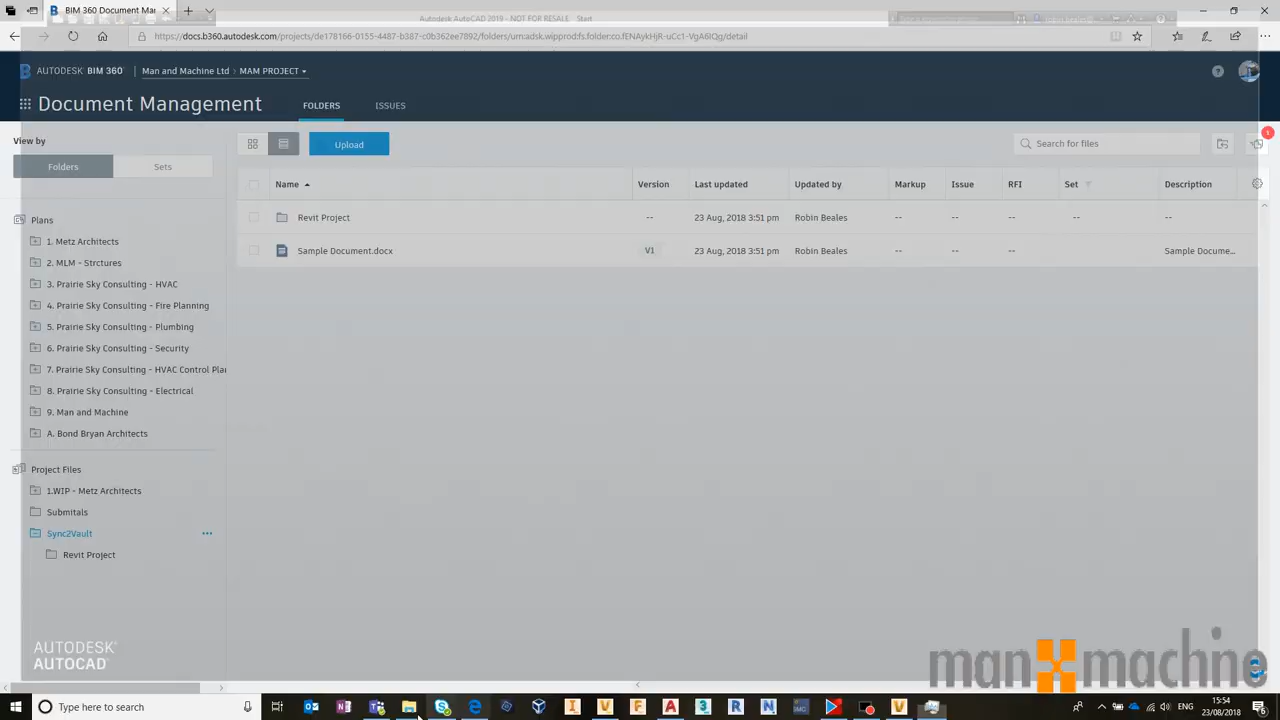 BIM 360 Document Mar
Autodesk AutoCAD 2019 - NOT FOR RESALE Start
https://docs.b360.autodesk.com/projects/de178166-0155-4487-b387-c0b362ee7892/folders/urn:adsk.wipprod:fs.folder:co.fENAykHjR-uCc1-VgA6IQg/detail
AUTODESK® BIM 360 Man and Machine Ltd > MAM PROJECT
Document Management FOLDERS ISSUES
View by
Folders Sets
Upload
Search for files
1
Name Version Last updated Updated by Markup Issue RFI Set Description
Revit Project -- 23 Aug, 2018 3:51 pm Robin Beales -- -- -- -- --
Sample Document.docx V1 23 Aug, 2018 3:51 pm Robin Beales -- -- -- Sample Docume...
Plans
1. Metz Architects
2. MLM - Strctures
3. Prairie Sky Consulting - HVAC
4. Prairie Sky Consulting - Fire Planning
5. Prairie Sky Consulting - Plumbing
6. Prairie Sky Consulting - Security
7. Prairie Sky Consulting - HVAC Control Plar
8. Prairie Sky Consulting - Electrical
9. Man and Machine
A. Bond Bryan Architects
Project Files
1.WIP - Metz Architects
Submitals
Sync2Vault
Revit Project
AUTODESK®
AUTOCAD®
man machine
Type here to search
15:54
23/08/2018